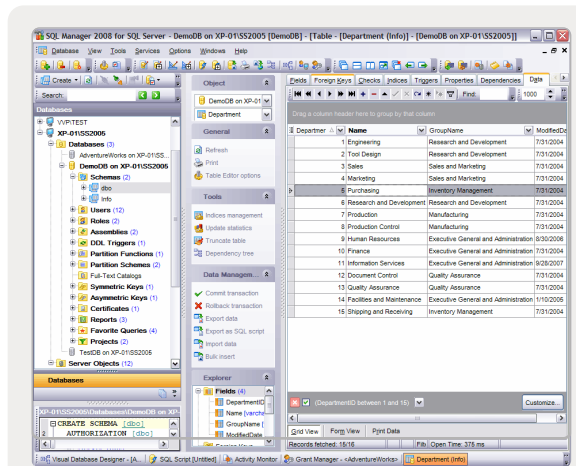 SQL Manager 2008 for SQL Server - DemoDB on XP-01\SS2005 [DemoDB] - [Table - [Department (Info)] - [DemoDB on XP-01\SS2005]]
Database View Tools Services Options Windows Help
Create
Search:
Databases
VVP\TEST
XP-01\SS2005
Databases (3)
AdventureWorks on XP-01\SS...
DemoDB on XP-01\SS2005
Schemas (2)
dbo
Info
Users (12)
Roles (2)
Assemblies (2)
DDL Triggers (1)
Partition Functions (1)
Partition Schemes (2)
Full-Text Catalogs
Symmetric Keys (1)
Asymmetric Keys (1)
Certificates (1)
Reports (3)
Favorite Queries (4)
Projects (2)
TestDB on XP-01\SS2005
Server Objects (12)
Databases
XP-01\SS2005\Databases\DemoDB on XP-
CREATE SCHEMA [dbo]
2 AUTHORIZATION [dbo]
Object
DemoDB on XP-01
Department
General
Refresh
Print
Table Editor options
Tools
Indices management
Update statistics
Truncate table
Dependency tree
Data Managem...
Commit transaction
Rollback transaction
Export data
Export as SQL script
Import data
Bulk insert
Explorer
Fields (4)
DepartmentID
Name [varcha
GroupName [
ModifiedDate
Fields Foreign Keys Checks Indices Triggers Properties Dependencies Data
Find: 1000
Drag a column header here to group by that column
Departmer Name GroupName ModifiedDa
1 Engineering Research and Development 7/31/2004
2 Tool Design Research and Development 7/31/2004
3 Sales Sales and Marketing 7/31/2004
4 Marketing Sales and Marketing 7/31/2004
5 Purchasing Inventory Management 7/31/2004
6 Research and Development Research and Development 7/31/2004
7 Production Manufacturing 7/31/2004
8 Production Control Manufacturing 7/31/2004
9 Human Resources Executive General and Administration 8/30/2006
10 Finance Executive General and Administration 7/31/2004
11 Information Services Executive General and Administration 9/28/2007
12 Document Control Quality Assurance 7/31/2004
13 Quality Assurance Quality Assurance 7/31/2004
14 Facilities and Maintenance Executive General and Administration 1/10/2005
15 Shipping and Receiving Inventory Management 7/31/2004
(DepartmentID between 1 and 15) Customize...
Grid View Form View Print Data
Records fetched: 15/16 Open Time: 375 ms
Visual Database Designer - [A... SQL Script [Untitled] Activity Monitor Grant Manager - <AdventureWorks> Department (Info)